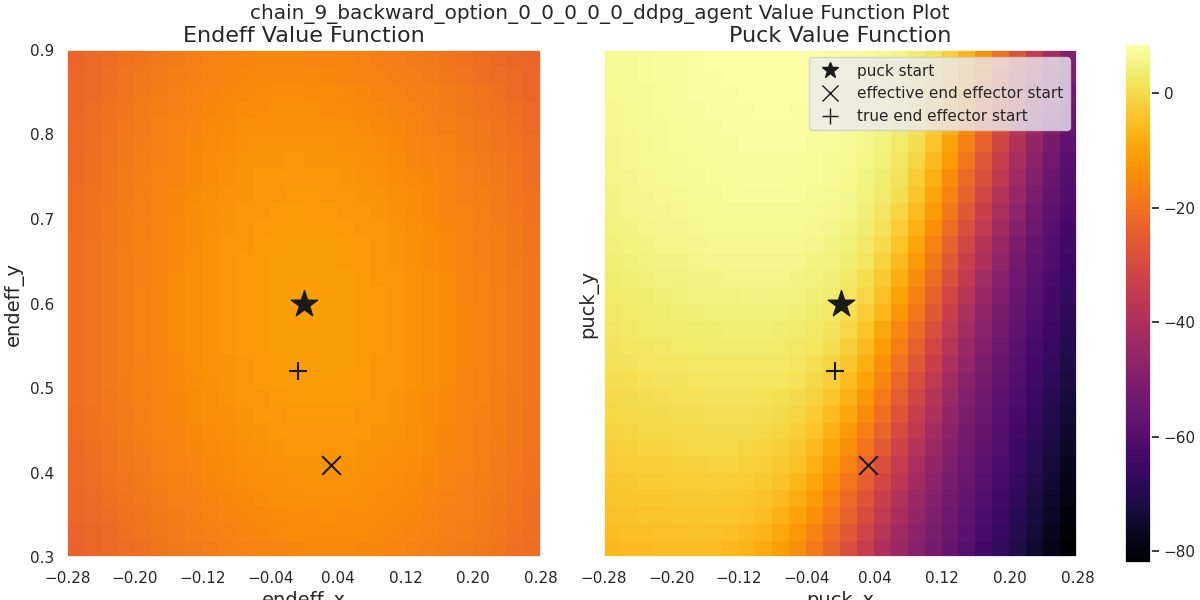 chain_9_backward_option_0_0_0_0_0_ddpg_agent Value Function Plot
Endeff Value Function
Puck Value Function
puck start
effective end effector start
true end effector start
endeff_y
0.9
0.8
0.7
0.6
0.5
0.4
0.3
−0.28 −0.20 −0.12 −0.04 0.04 0.12 0.20 0.28
endeff_x
puck_y
−0.28 −0.20 −0.12 −0.04 0.04 0.12 0.20 0.28
puck_x
0
−20
−40
−60
−80